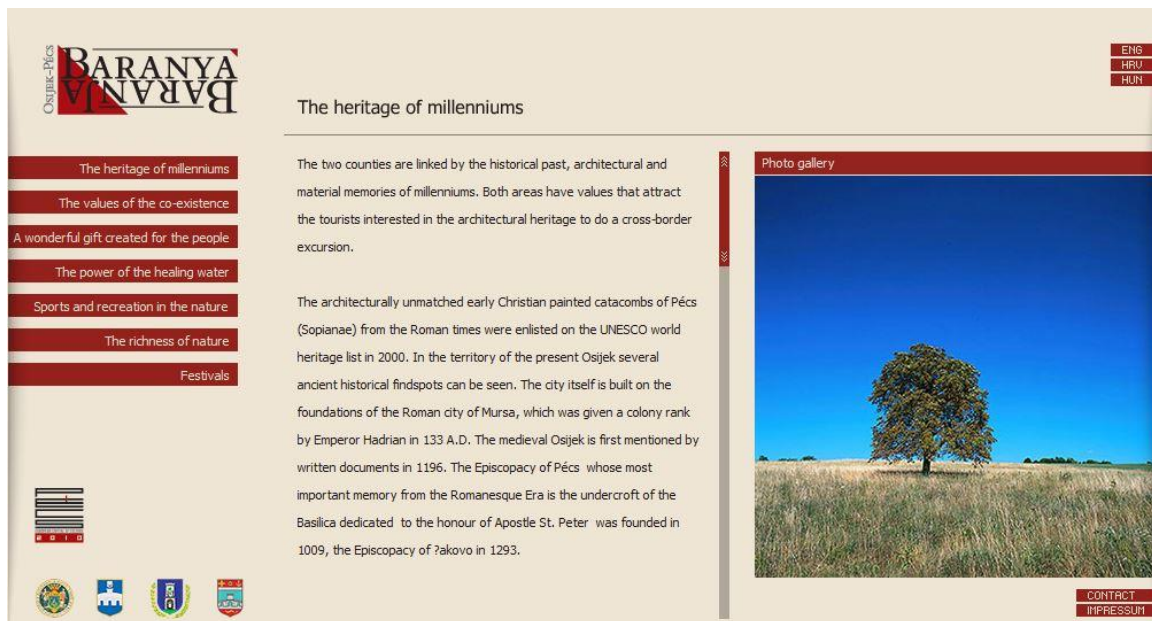 OSIJEK-PÉCS
BARANYA
BARANJA
ENG
HRV
HUN
The heritage of millenniums
The heritage of millenniums
The values of the co-existence
A wonderful gift created for the people
The power of the healing water
Sports and recreation in the nature
The richness of nature
Festivals
The two counties are linked by the historical past, architectural and
material memories of millenniums. Both areas have values that attract
the tourists interested in the architectural heritage to do a cross-border
excursion.
The architecturally unmatched early Christian painted catacombs of Pécs
(Sopianae) from the Roman times were enlisted on the UNESCO world
heritage list in 2000. In the territory of the present Osijek several
ancient historical findspots can be seen. The city itself is built on the
foundations of the Roman city of Mursa, which was given a colony rank
by Emperor Hadrian in 133 A.D. The medieval Osijek is first mentioned by
written documents in 1196. The Episcopacy of Pécs whose most
important memory from the Romanesque Era is the undercroft of the
Basilica dedicated to the honour of Apostle St. Peter was founded in
1009, the Episcopacy of ?akovo in 1293.
Photo gallery
2010
CONTACT
IMPRESSUM